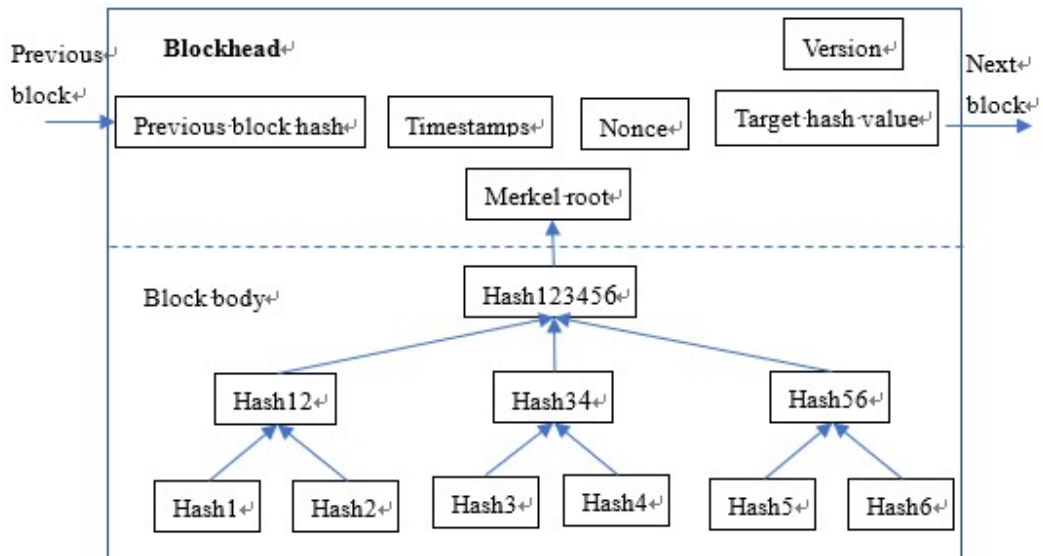 Previous↵
block↵
Blockhead↵
Version↵
Next↵
block↵
Previous·block·hash↵
Timestamps↵
Nonce↵
Target·hash·value↵
Merkel·root↵
Block·body↵
Hash123456↵
Hash12↵
Hash34↵
Hash56↵
Hash1↵
Hash2↵
Hash3↵
Hash4↵
Hash5↵
Hash6↵